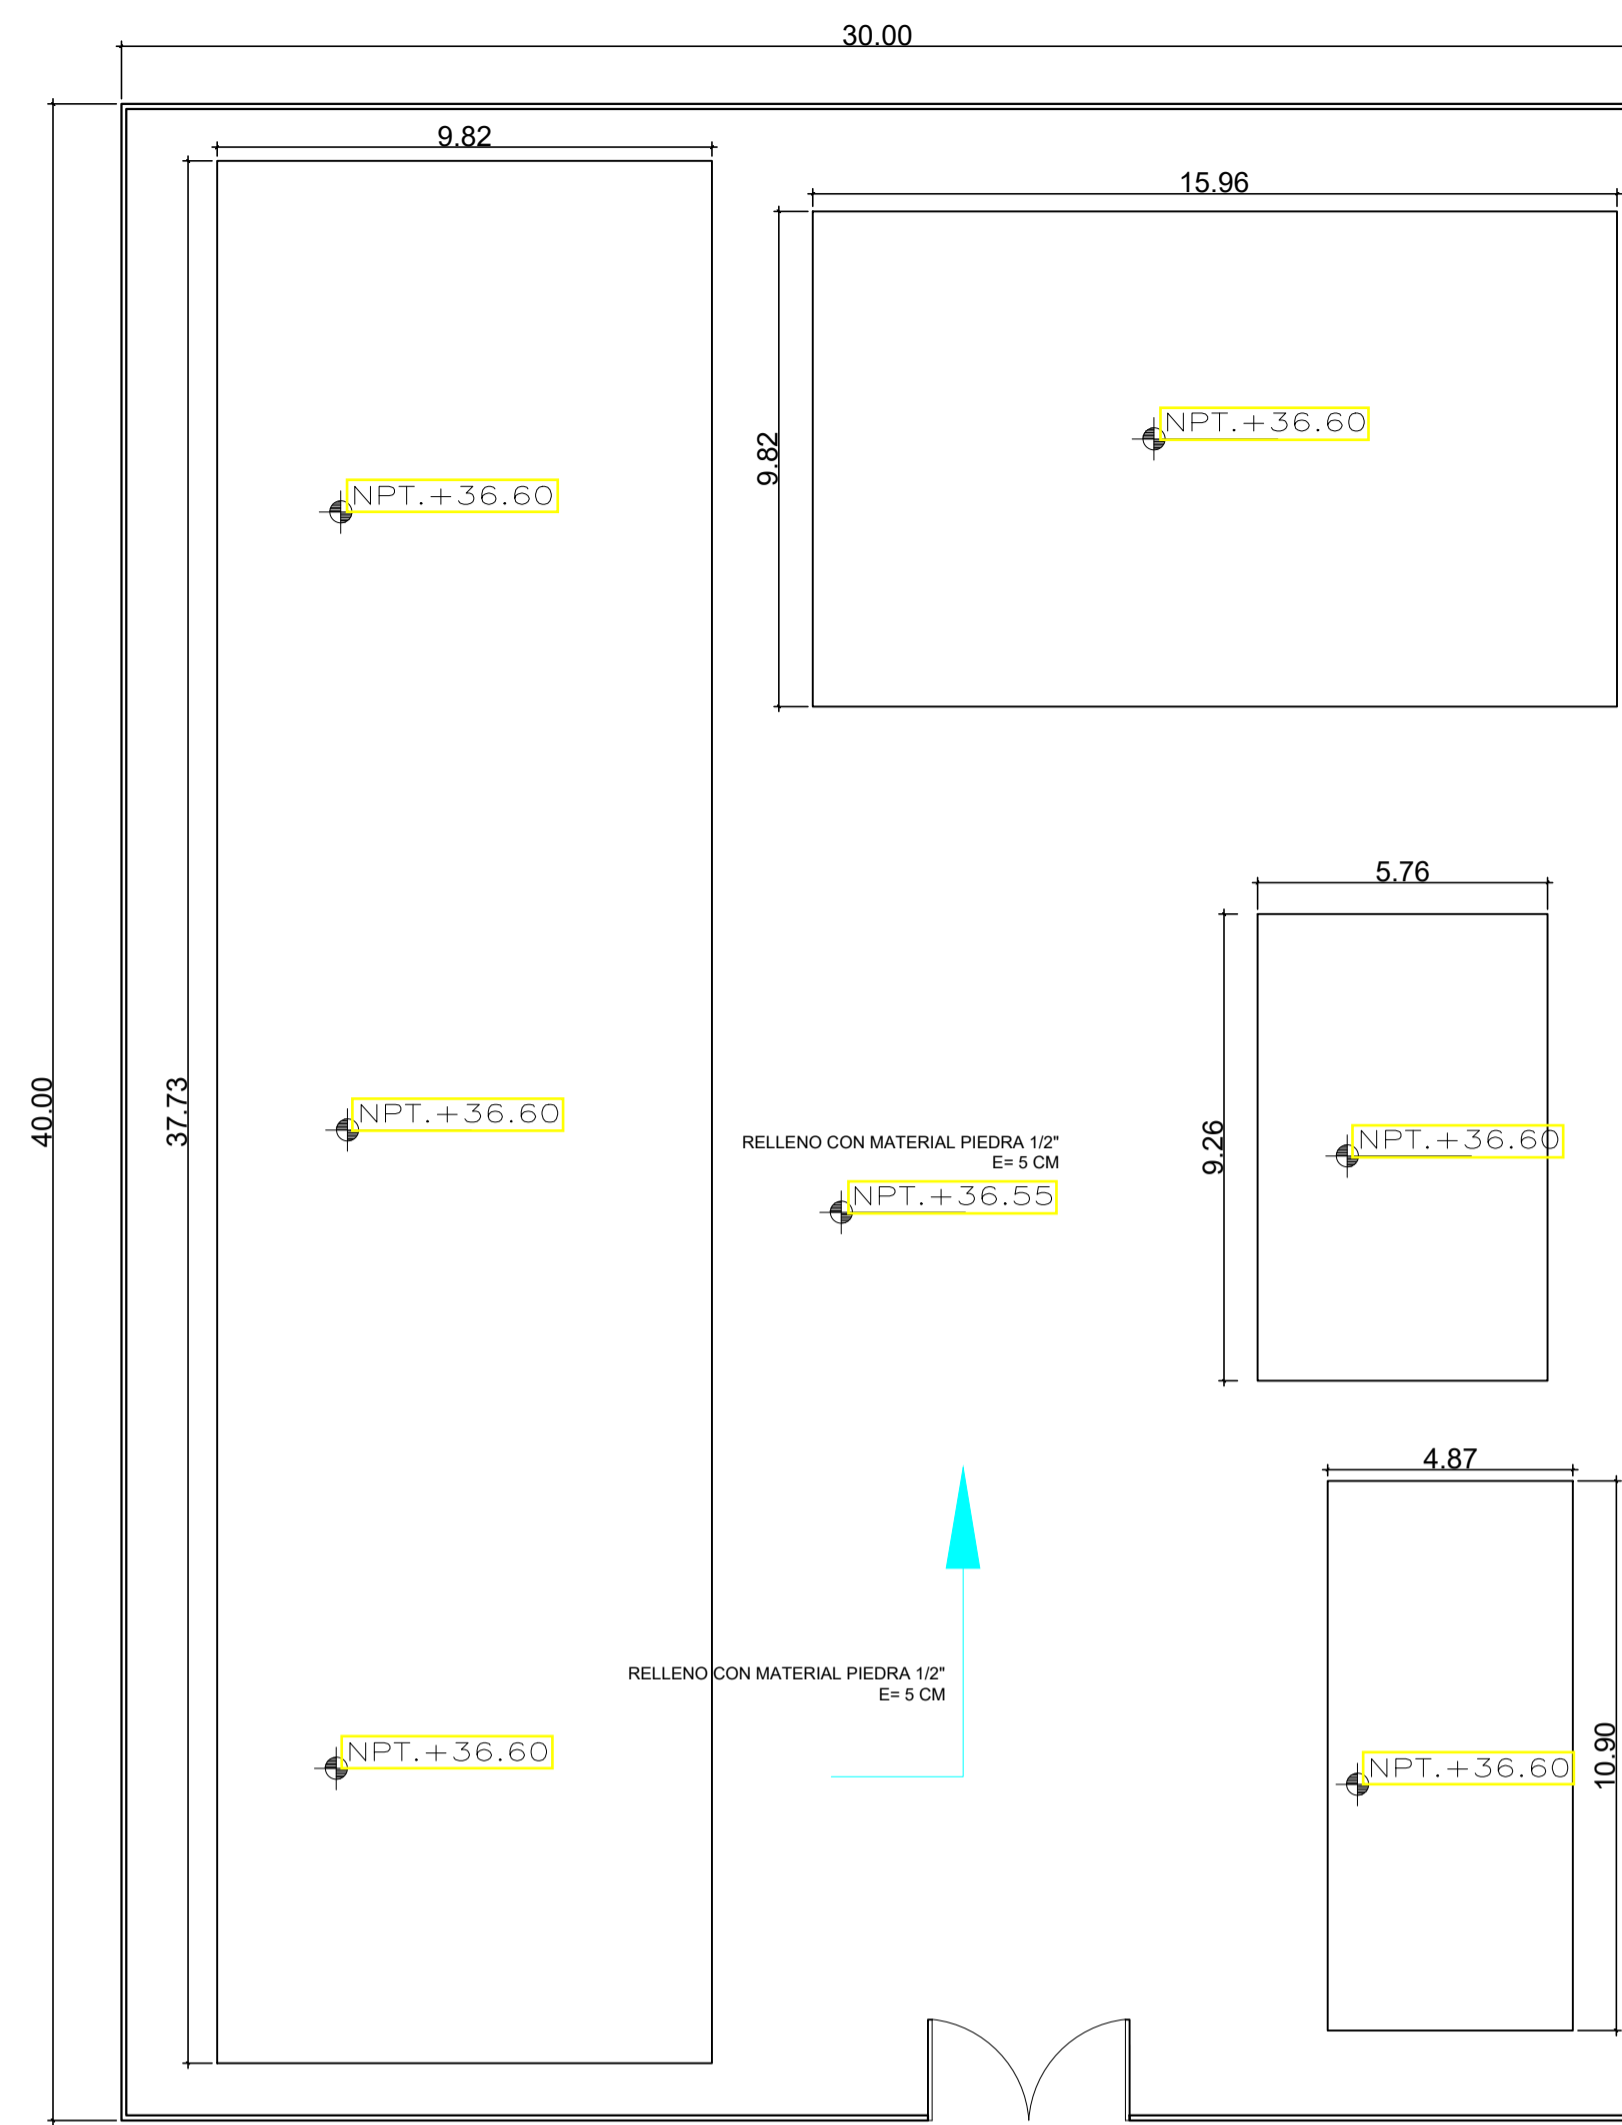 30.00
9.82
15.96
9.82
NPT.+36.60
NPT.+36.60
5.76
40.00
37.73
NPT.+36.60
RELLENO CON MATERIAL PIEDRA 1/2"
E= 5 CM
9.26
NPT.+36.60
NPT.+36.55
4.87
RELLENO CON MATERIAL PIEDRA 1/2"
E= 5 CM
NPT.+36.60
NPT.+36.60
10.90